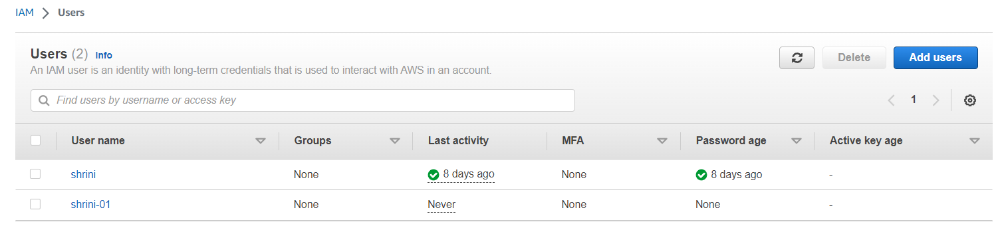 IAM > Users
Users (2) Info
An IAM user is an identity with long-term credentials that is used to interact with AWS in an account.
Delete
Add users
Find users by username or access key
1
User name Groups Last activity MFA Password age Active key age
shrini None 8 days ago None 8 days ago -
shrini-01 None Never None None -